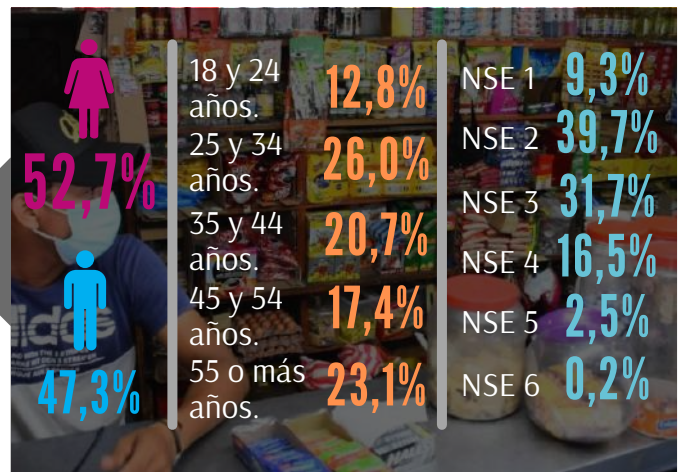 52,7%
47,3%
18 y 24
años.
12,8%
25 y 34
años.
26,0%
35 y 44
años.
20,7%
45 y 54
años.
17,4%
55 o más
años.
23,1%
NSE 1 9,3%
NSE 2 39,7%
NSE 3 31,7%
NSE 4 16,5%
NSE 5 2,5%
NSE 6 0,2%